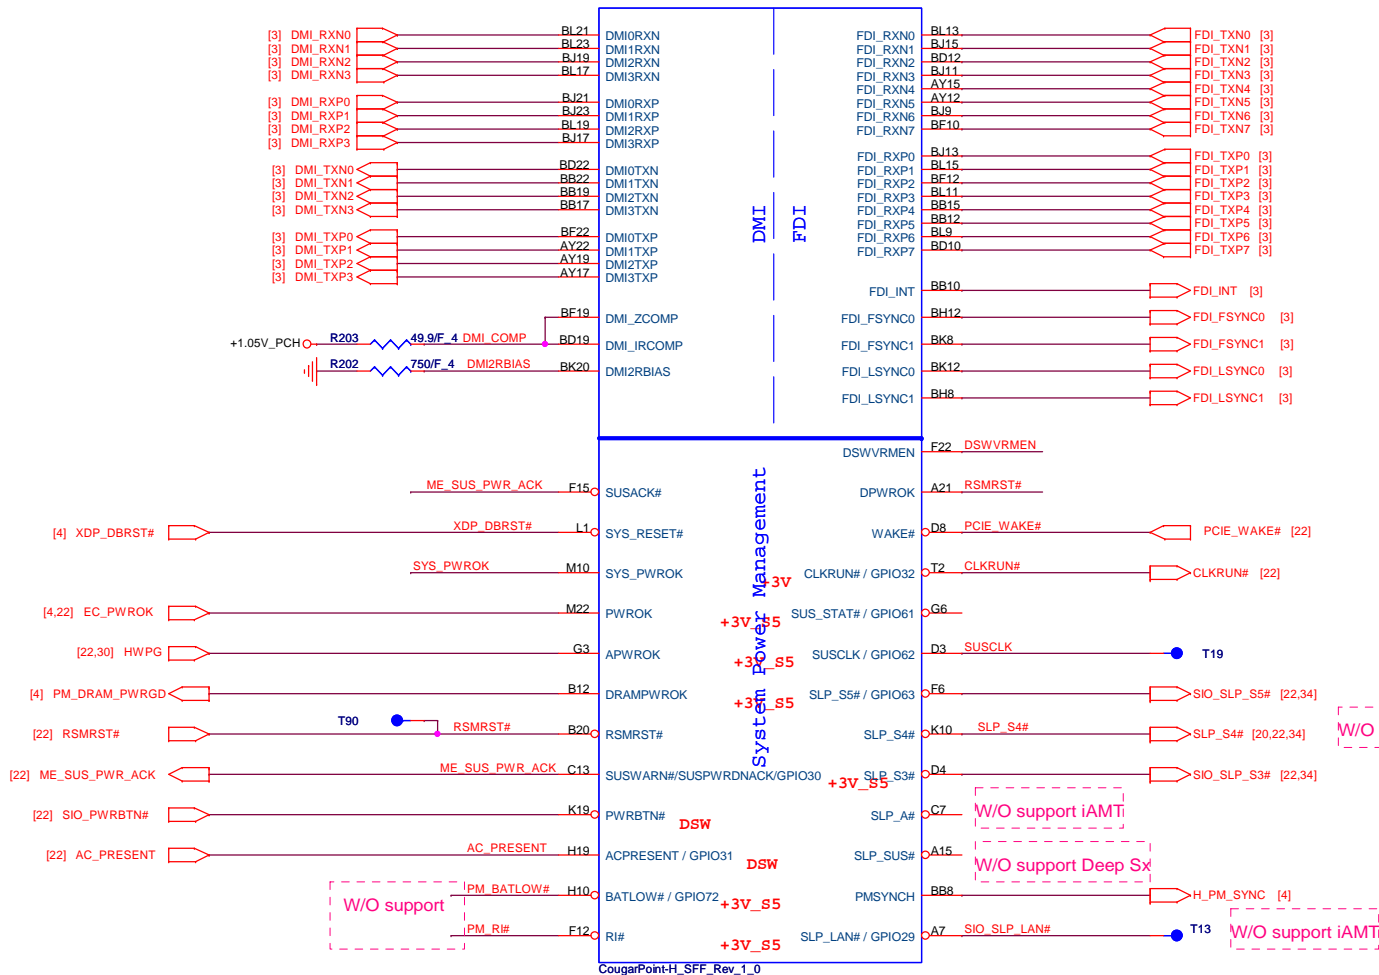 [3] DMI_RXN0 BL21 DMI0RXN FDI_RXN0 BL13 FDI_TXN0 [3]
[3] DMI_RXN1 BL23 DMI1RXN FDI_RXN1 BJ15 FDI_TXN1 [3]
[3] DMI_RXN2 BJ19 DMI2RXN FDI_RXN2 BD12 FDI_TXN2 [3]
[3] DMI_RXN3 BL17 DMI3RXN FDI_RXN3 BJ11 FDI_TXN3 [3]
FDI_RXN4 AY15 FDI_TXN4 [3]
[3] DMI_RXP0 BJ21 DMI0RXP FDI_RXN5 AY12 FDI_TXN5 [3]
[3] DMI_RXP1 BJ23 DMI1RXP FDI_RXN6 BJ9 FDI_TXN6 [3]
[3] DMI_RXP2 BL19 DMI2RXP FDI_RXN7 BF10 FDI_TXN7 [3]
[3] DMI_RXP3 BJ17 DMI3RXP
FDI_RXP0 BJ13 FDI_TXP0 [3]
[3] DMI_TXN0 BD22 DMI0TXN FDI_RXP1 BL15 FDI_TXP1 [3]
[3] DMI_TXN1 BB22 DMI1TXN FDI_RXP2 BF12 FDI_TXP2 [3]
[3] DMI_TXN2 BB19 DMI2TXN FDI_RXP3 BL11 FDI_TXP3 [3]
[3] DMI_TXN3 BB17 DMI3TXN FDI_RXP4 BB15 FDI_TXP4 [3]
FDI_RXP5 BB12 FDI_TXP5 [3]
[3] DMI_TXP0 BF22 DMI0TXP FDI_RXP6 BL9 FDI_TXP6 [3]
[3] DMI_TXP1 AY22 DMI1TXP FDI_RXP7 BD10 FDI_TXP7 [3]
[3] DMI_TXP2 AY19 DMI2TXP
[3] DMI_TXP3 AY17 DMI3TXP
DMI
FDI
FDI_INT BB10 FDI_INT [3]
BF19 DMI_ZCOMP FDI_FSYNC0 BH12 FDI_FSYNC0 [3]
+1.05V_PCH R203 49.9/F_4 DMI_COMP BD19 DMI_IRCOMP FDI_FSYNC1 BK8 FDI_FSYNC1 [3]
R202 750/F_4 DMI2RBIAS BK20 DMI2RBIAS FDI_LSYNC0 BK12 FDI_LSYNC0 [3]
FDI_LSYNC1 BH8 FDI_LSYNC1 [3]
System Power Management
DSWVRMEN F22 DSWVRMEN
ME_SUS_PWR_ACK F15 SUSACK# DPWROK A21 RSMRST#
[4] XDP_DBRST# XDP_DBRST# L1 SYS_RESET# WAKE# D8 PCIE_WAKE# PCIE_WAKE# [22]
SYS_PWROK M10 SYS_PWROK +3V CLKRUN# / GPIO32 T2 CLKRUN# CLKRUN# [22]
[4,22] EC_PWROK M22 PWROK +3V_S5 SUS_STAT# / GPIO61 G6
[22,30] HWPG G3 APWROK +3V_S5 SUSCLK / GPIO62 D3 SUSCLK T19
[4] PM_DRAM_PWRGD B12 DRAMPWROK +3V_S5 SLP_S5# / GPIO63 F6 SIO_SLP_S5# [22,34]
T90
[22] RSMRST# RSMRST# B20 RSMRST# SLP_S4# K10 SLP_S4# SLP_S4# [20,22,34] W/O
[22] ME_SUS_PWR_ACK ME_SUS_PWR_ACK C13 SUSWARN#/SUSPWRDNACK/GPIO30 +3V_S5 SLP_S3# D4 SIO_SLP_S3# [22,34]
[22] SIO_PWRBTN# K19 PWRBTN# DSW SLP_A# C7 W/O support iAMT
[22] AC_PRESENT AC_PRESENT H19 ACPRESENT / GPIO31 DSW SLP_SUS# A15 W/O support Deep Sx
W/O support PM_BATLOW# H10 BATLOW# / GPIO72 +3V_S5 PMSYNCH BB8 H_PM_SYNC [4]
PM_RI# F12 RI# +3V_S5 SLP_LAN# / GPIO29 A7 SIO_SLP_LAN# T13 W/O support iAMT
CougarPoint-H_SFF_Rev_1_0